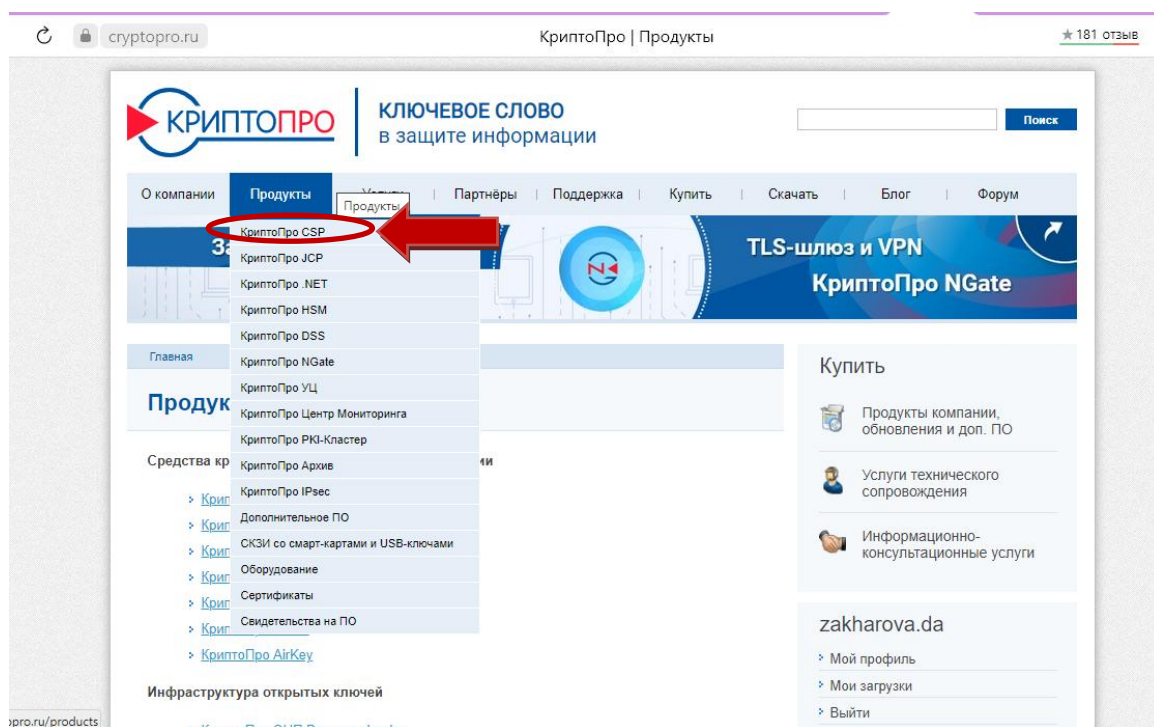 cryptopro.ru
КриптоПро | Продукты
181 отзыв
КРИПТОПРО
КЛЮЧЕВОЕ СЛОВО
в защите информации
Поиск
О компании
Продукты
Партнёры
Поддержка
Купить
Скачать
Блог
Форум
Продукты
КриптоПро CSP
КриптоПро JCP
КриптоПро .NET
КриптоПро HSM
КриптоПро DSS
КриптоПро NGate
КриптоПро УЦ
КриптоПро Центр Мониторинга
КриптоПро PKI-Кластер
КриптоПро Архив
КриптоПро IPsec
Дополнительное ПО
СКЗИ со смарт-картами и USB-ключами
Оборудование
Сертификаты
Свидетельства на ПО
TLS-шлюз и VPN
КриптоПро NGate
Главная
Средства
КриптоПро AirKey
Инфраструктура открытых ключей
Купить
Продукты компании,
обновления и доп. ПО
Услуги технического
сопровождения
Информационно-
консультационные услуги
zakharova.da
Мой профиль
Мои загрузки
Выйти
opro.ru/products